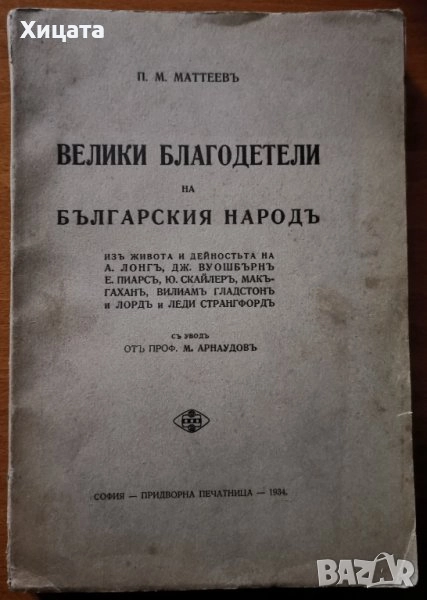 Хицата
П. М. МАТТЕЕВЪ
ВЕЛИКИ БЛАГОДЕТЕЛИ
НА
БЪЛГАРСКИЯ НАРОДЪ
ИЗЪ ЖИВОТА И ДЕЙНОСТЬТА НА
А. ЛОНГЪ, ДЖ. ВУОШБЪРНЪ
Е. ПИАРСЪ, Ю. СКАЙЛЕРЪ, МАКЪ-
ГАХАНЪ, ВИЛИАМЪ ГЛАДСТОНЪ
И ЛОРДЪ И ЛЕДИ СТРАНГФОРДЪ
СЪ УВОДЪ
ОТЪ ПРОФ. М. АРНАУДОВЪ
СОФИЯ — ПРИДВОРНА ПЕЧАТНИЦА — 1934.
BAZAR